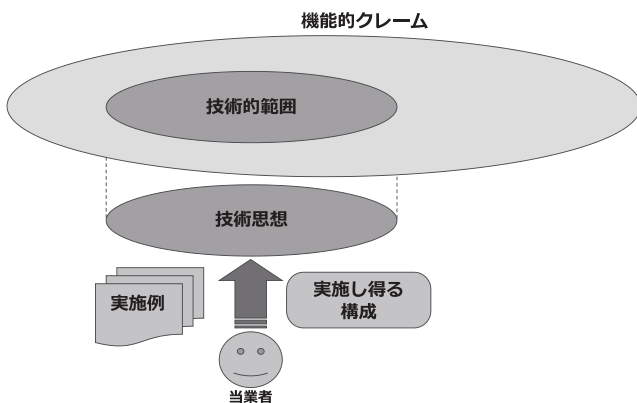 機能的クレーム
技術的範囲
技術思想
実施例
実施し得る
構成
当業者